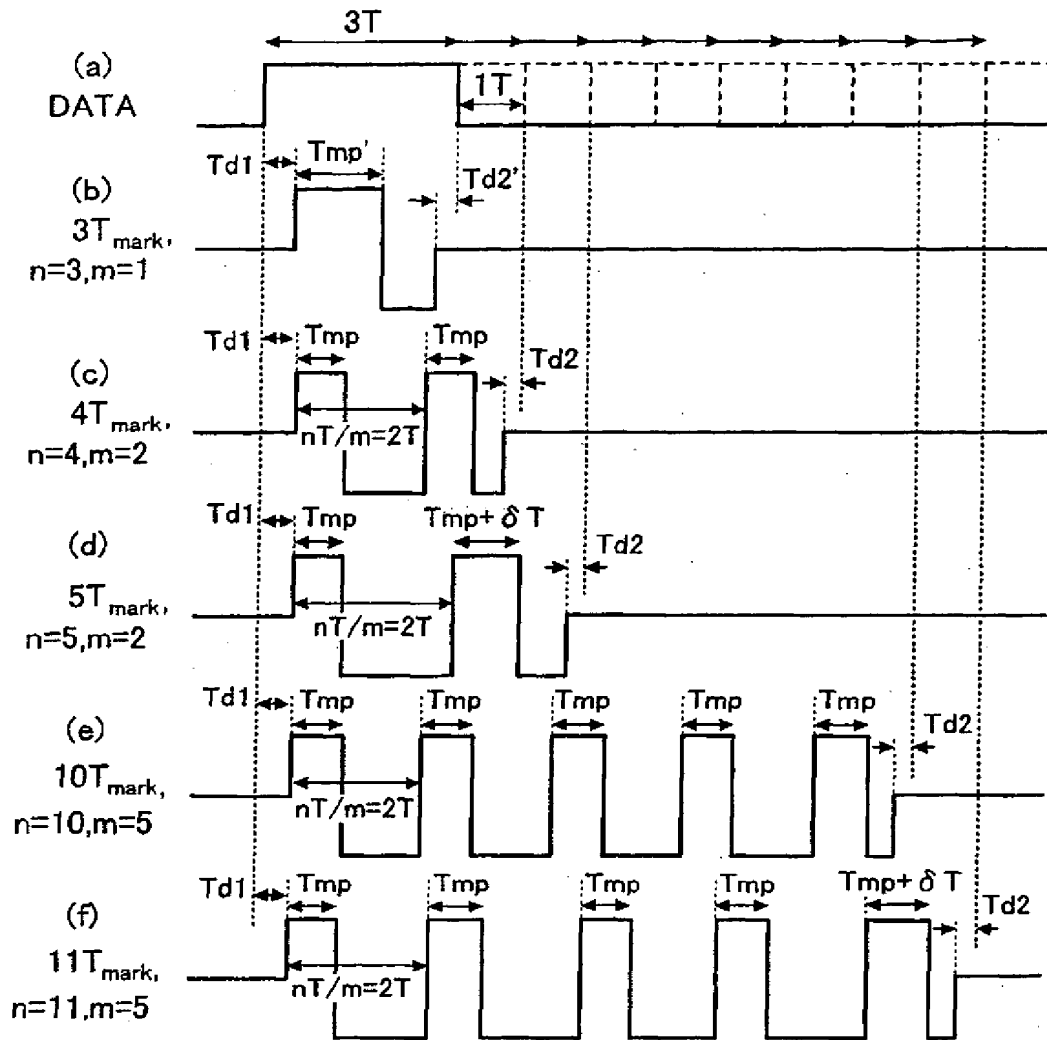 3T
(a)
DATA
1T
Td1 Tmp' Td2'
(b)
3Tmark,
n=3,m=1
Td1 Tmp Tmp Td2
(c)
4Tmark,
nT/m=2T
n=4,m=2
Td1 Tmp Tmp+δT Td2
(d)
5Tmark,
nT/m=2T
n=5,m=2
Td1 Tmp Tmp Tmp Tmp Tmp Td2
(e)
10Tmark,
nT/m=2T
n=10,m=5
Td1 Tmp Tmp Tmp Tmp Tmp+δT Td2
(f)
11Tmark,
nT/m=2T
n=11,m=5